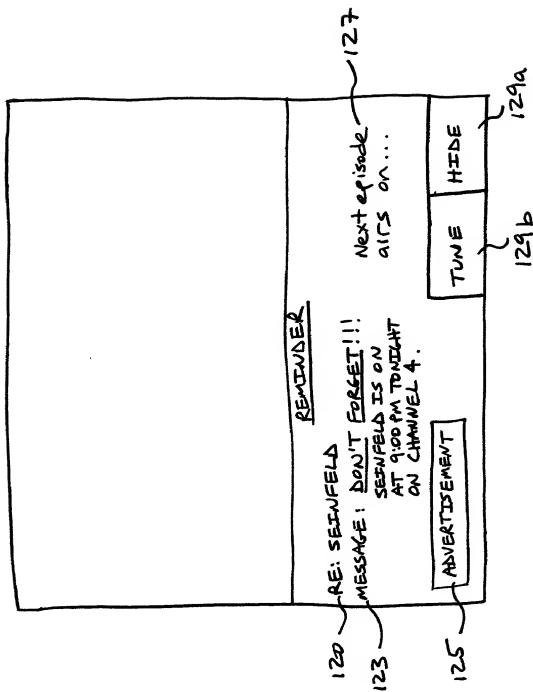 REMINDER
120
RE: SEINFELD
123
MESSAGE: DON'T FORGET!!!
SEINFELD IS ON
AT 9:00 PM TONIGHT
ON CHANNEL 4.
Next episode
airs on...
127
125
ADVERTISEMENT
TUNE
HIDE
129b
129a